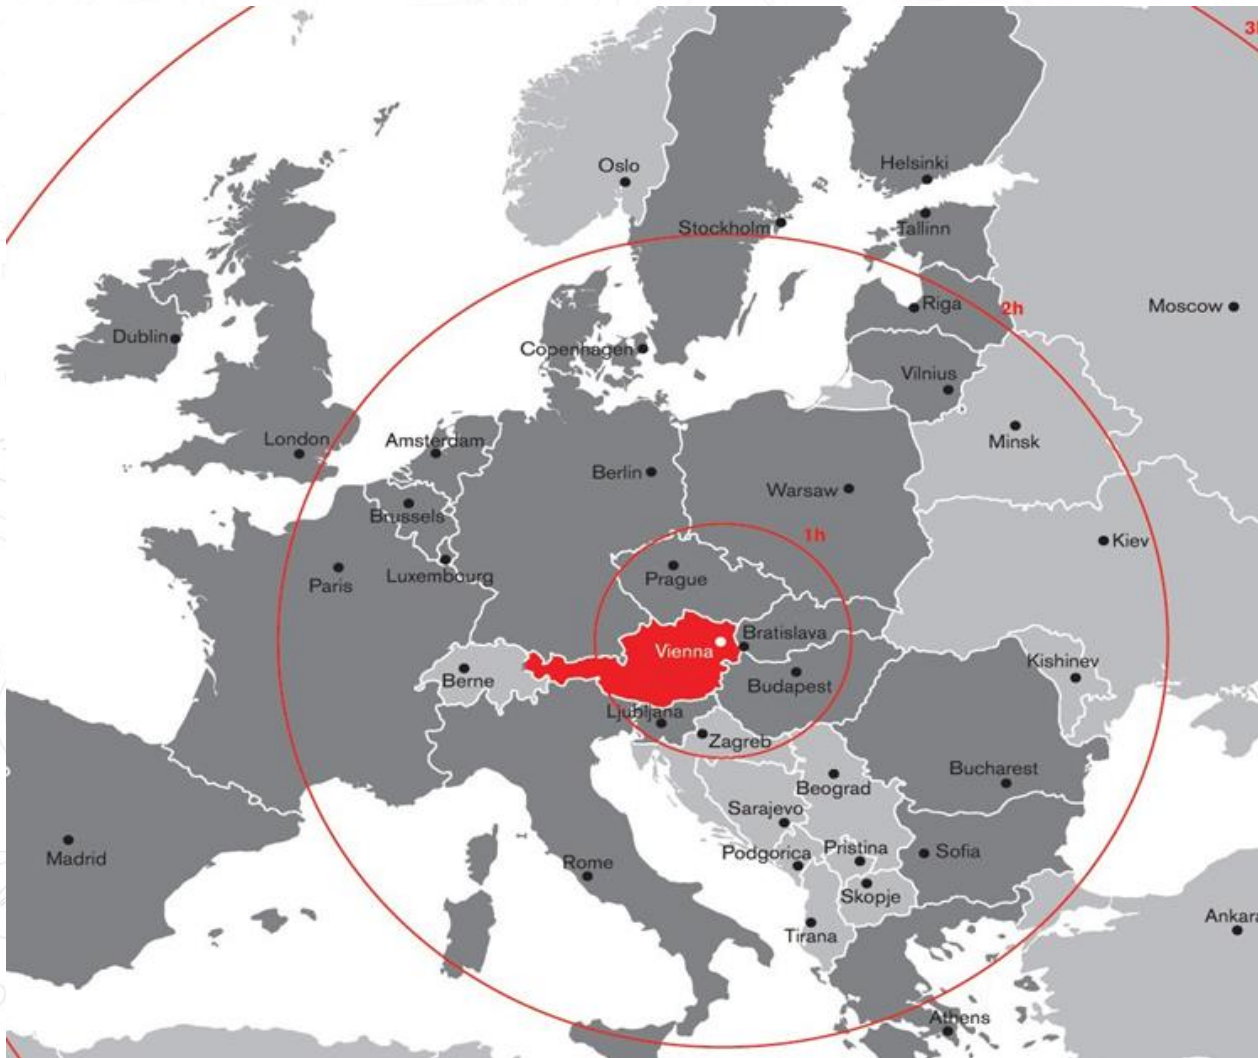 3h
Oslo
Helsinki
Stockholm
Tallinn
Riga
2h
Moscow
Dublin
Copenhagen
Vilnius
London
Amsterdam
Minsk
Berlin
Warsaw
Brussels
1h
Kiev
Paris
Luxembourg
Prague
Bratislava
Vienna
Berne
Budapest
Kishinev
Ljubljana
Zagreb
Bucharest
Beograd
Sarajevo
Madrid
Rome
Podgorica
Pristina
Sofia
Skopje
Tirana
Ankara
Athens